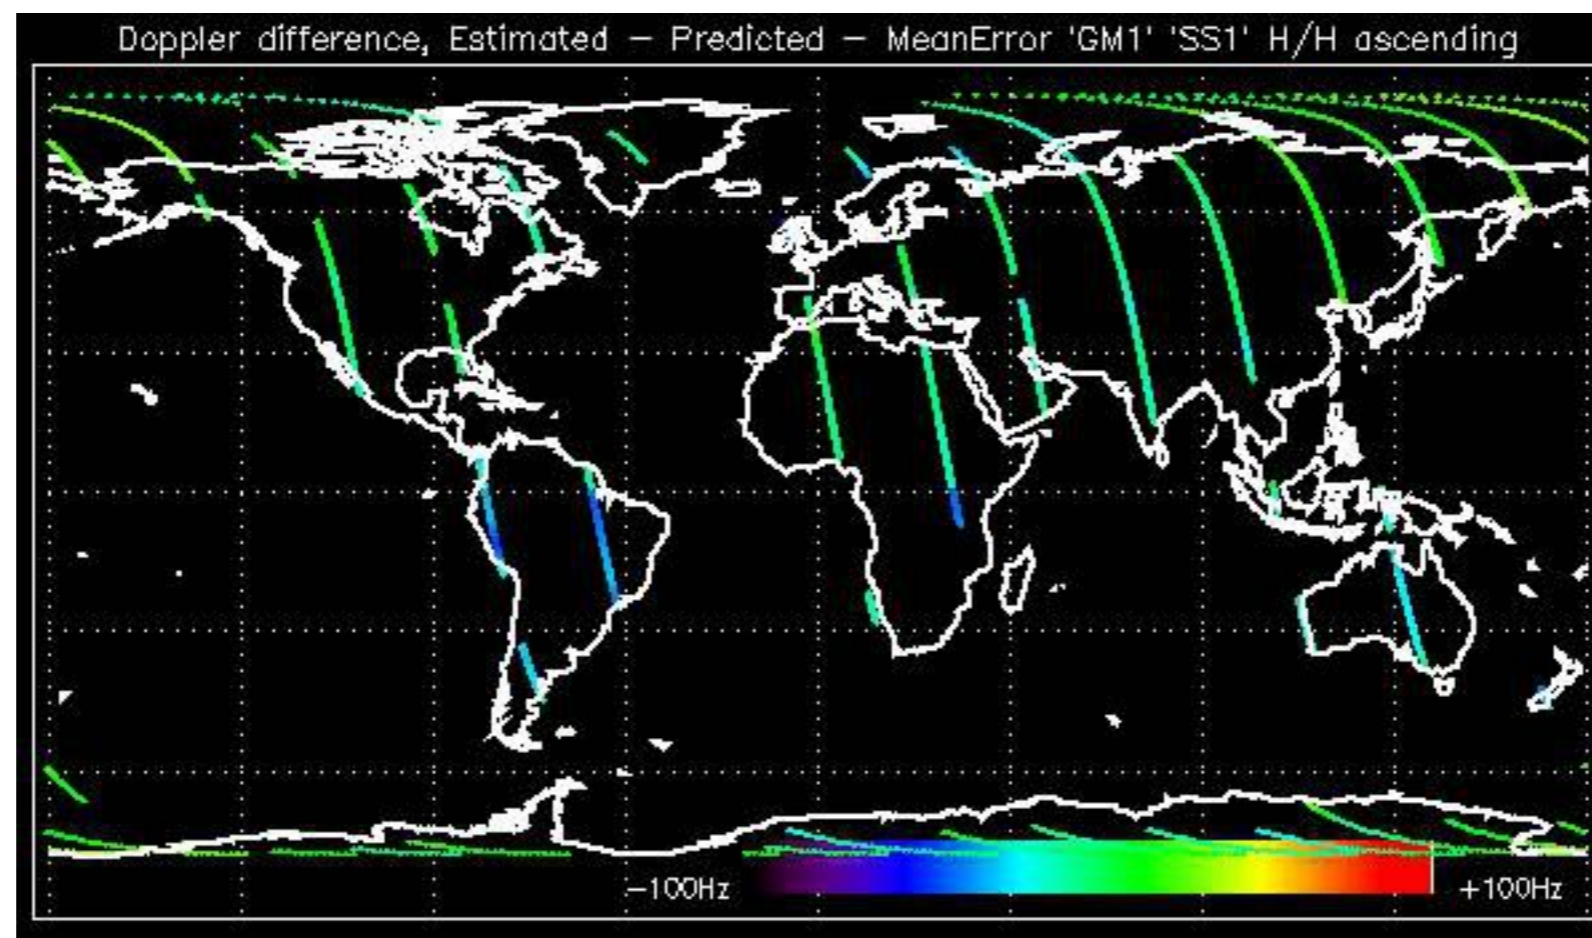 Doppler difference, Estimated – Predicted – MeanError 'GM1' 'SS1' H/H ascending
–100Hz
+100Hz